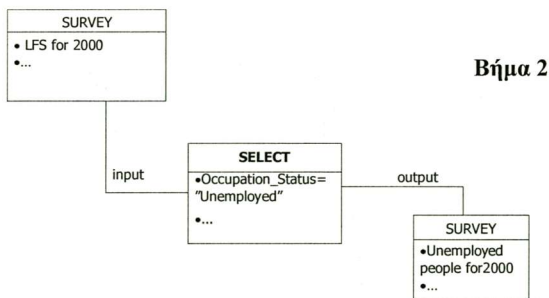 SURVEY
• LFS for 2000
•...
Βήμα 2
input
SELECT
•Occupation_Status=
"Unemployed"
•...
output
SURVEY
•Unemployed
people for2000
•...